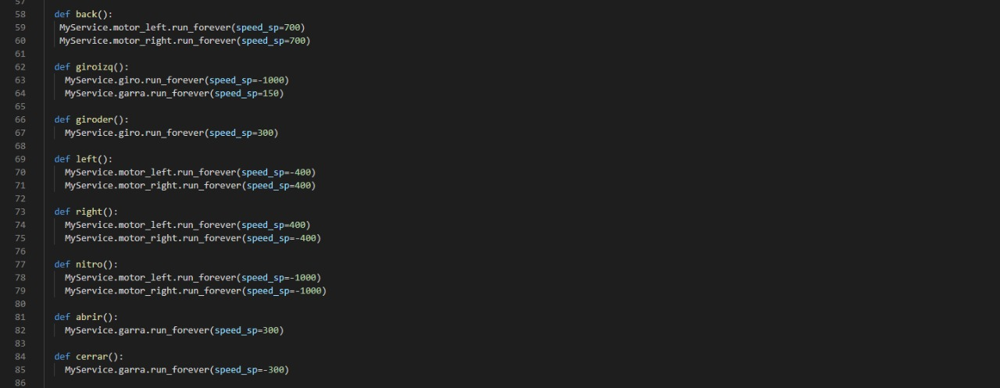 57
58 def back():
59 MyService.motor_left.run_forever(speed_sp=700)
60 MyService.motor_right.run_forever(speed_sp=700)
61
62 def giroizq():
63 MyService.giro.run_forever(speed_sp=-1000)
64 MyService.garra.run_forever(speed_sp=150)
65
66 def giroder():
67 MyService.giro.run_forever(speed_sp=300)
68
69 def left():
70 MyService.motor_left.run_forever(speed_sp=-400)
71 MyService.motor_right.run_forever(speed_sp=400)
72
73 def right():
74 MyService.motor_left.run_forever(speed_sp=400)
75 MyService.motor_right.run_forever(speed_sp=-400)
76
77 def nitro():
78 MyService.motor_left.run_forever(speed_sp=-1000)
79 MyService.motor_right.run_forever(speed_sp=-1000)
80
81 def abrir():
82 MyService.garra.run_forever(speed_sp=300)
83
84 def cerrar():
85 MyService.garra.run_forever(speed_sp=-300)
86